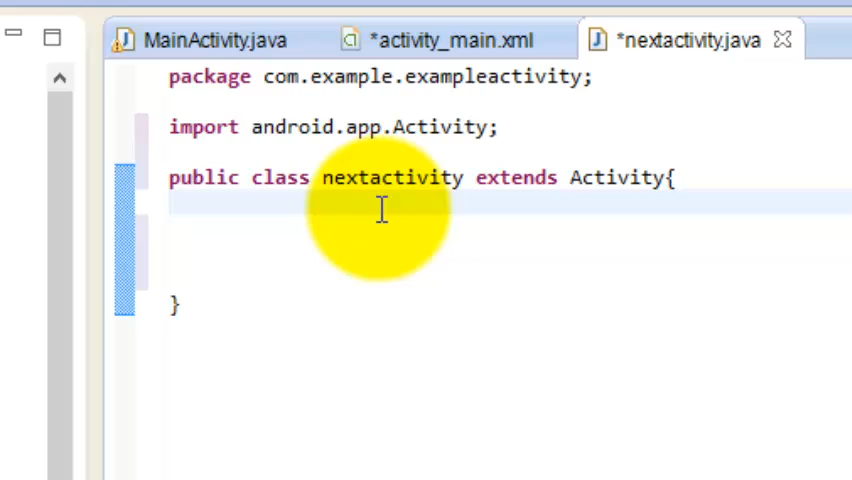 MainActivity.java *activity_main.xml *nextactivity.java
package com.example.exampleactivity;
import android.app.Activity;
public class nextactivity extends Activity{
}